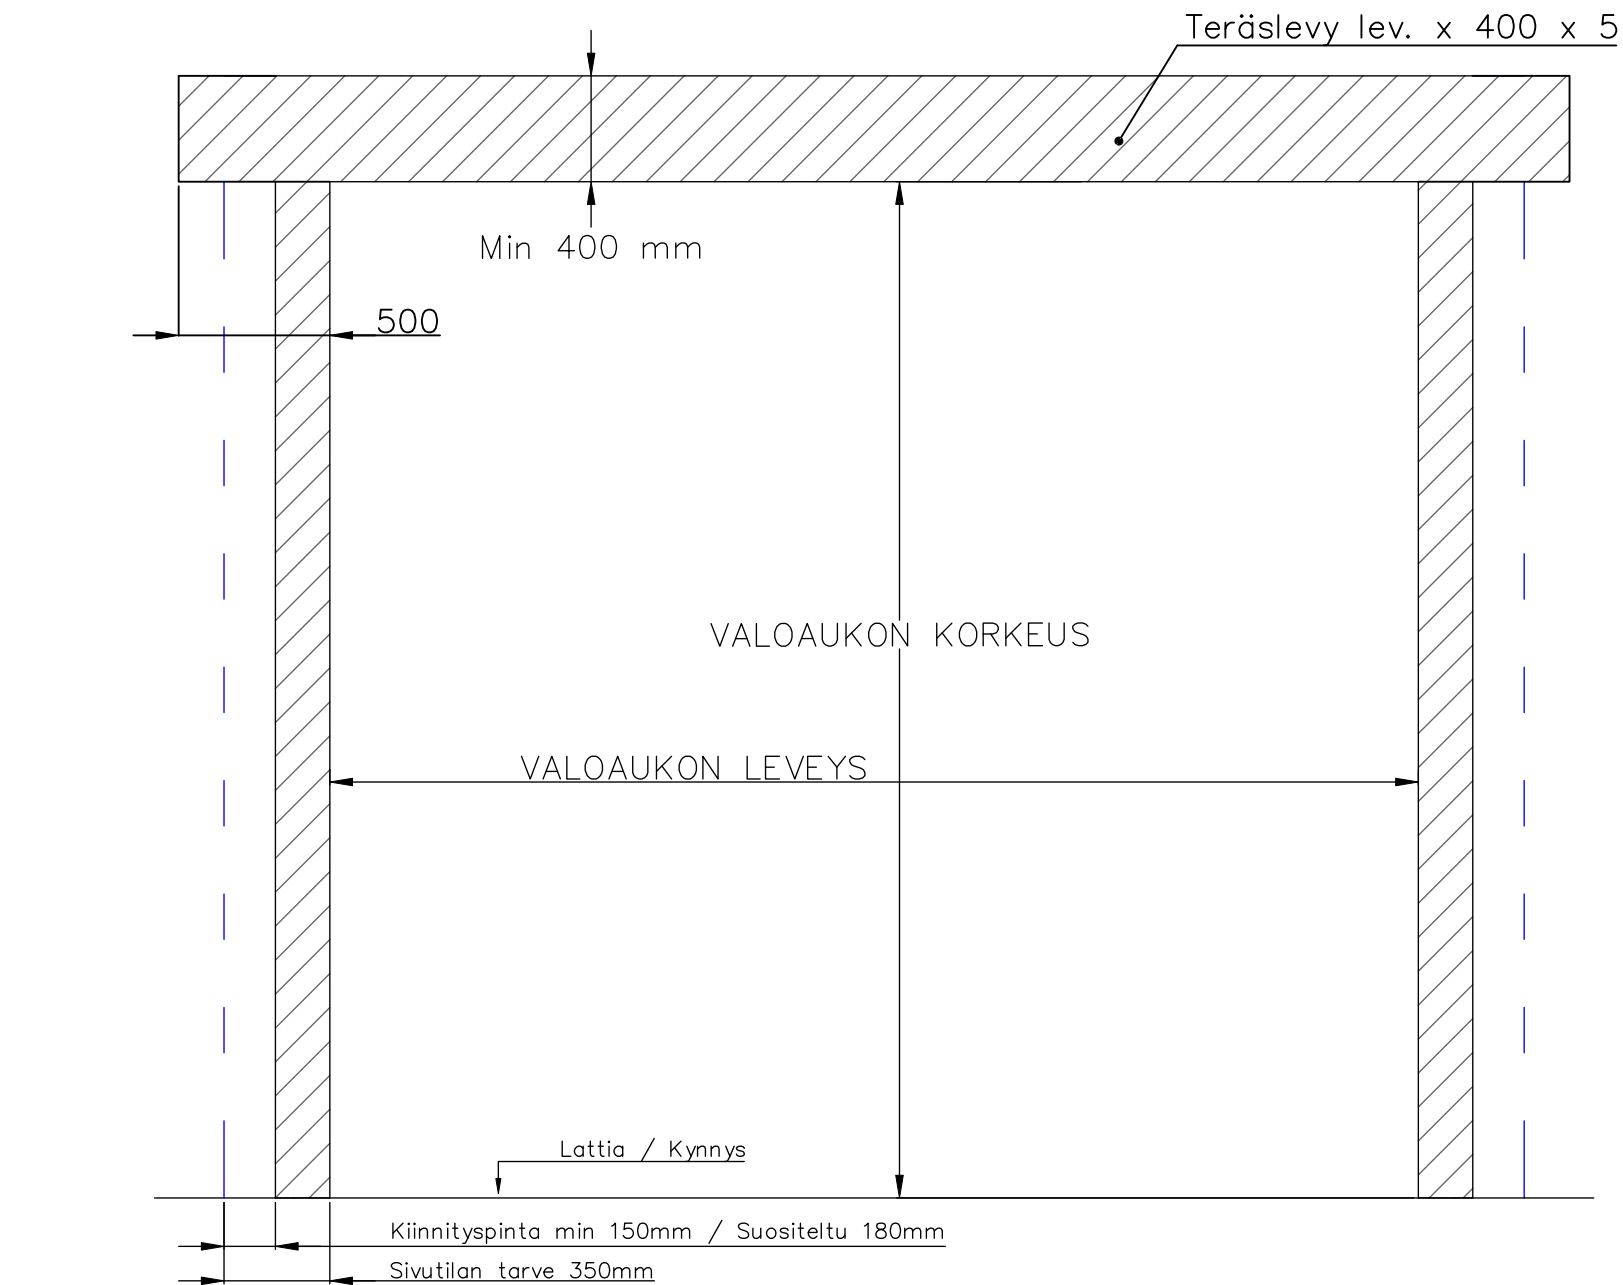 Teräslevy lev. x 400 x 5
Min 400 mm
500
VALOAUKON KORKEUS
VALOAUKON LEVEYS
Lattia / Kynnys
Kiinnityspinta min 150mm / Suositeltu 180mm
Sivutilan tarve 350mm